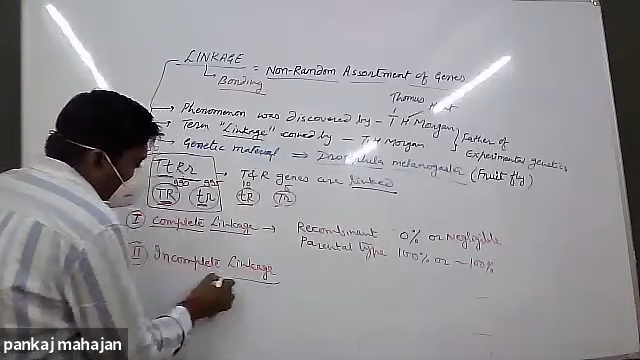 LINKAGE = Non-Random Assortment of Genes
Bonding
Thomas Hunt
→ Phenomenon was discovered by - T H Morgan
→ Term "Linkage" coined by - T. H Morgan
Father of Experimental genetics
→ Genetic material → Drosophila melanogaster (Fruit fly)
TtRr
TR tr → T & R genes are linked
tR Tr
I Complete Linkage → Recombinant 0% or Negligible
Parental type 100% or ~100%
II Incomplete Linkage
pankaj mahajan